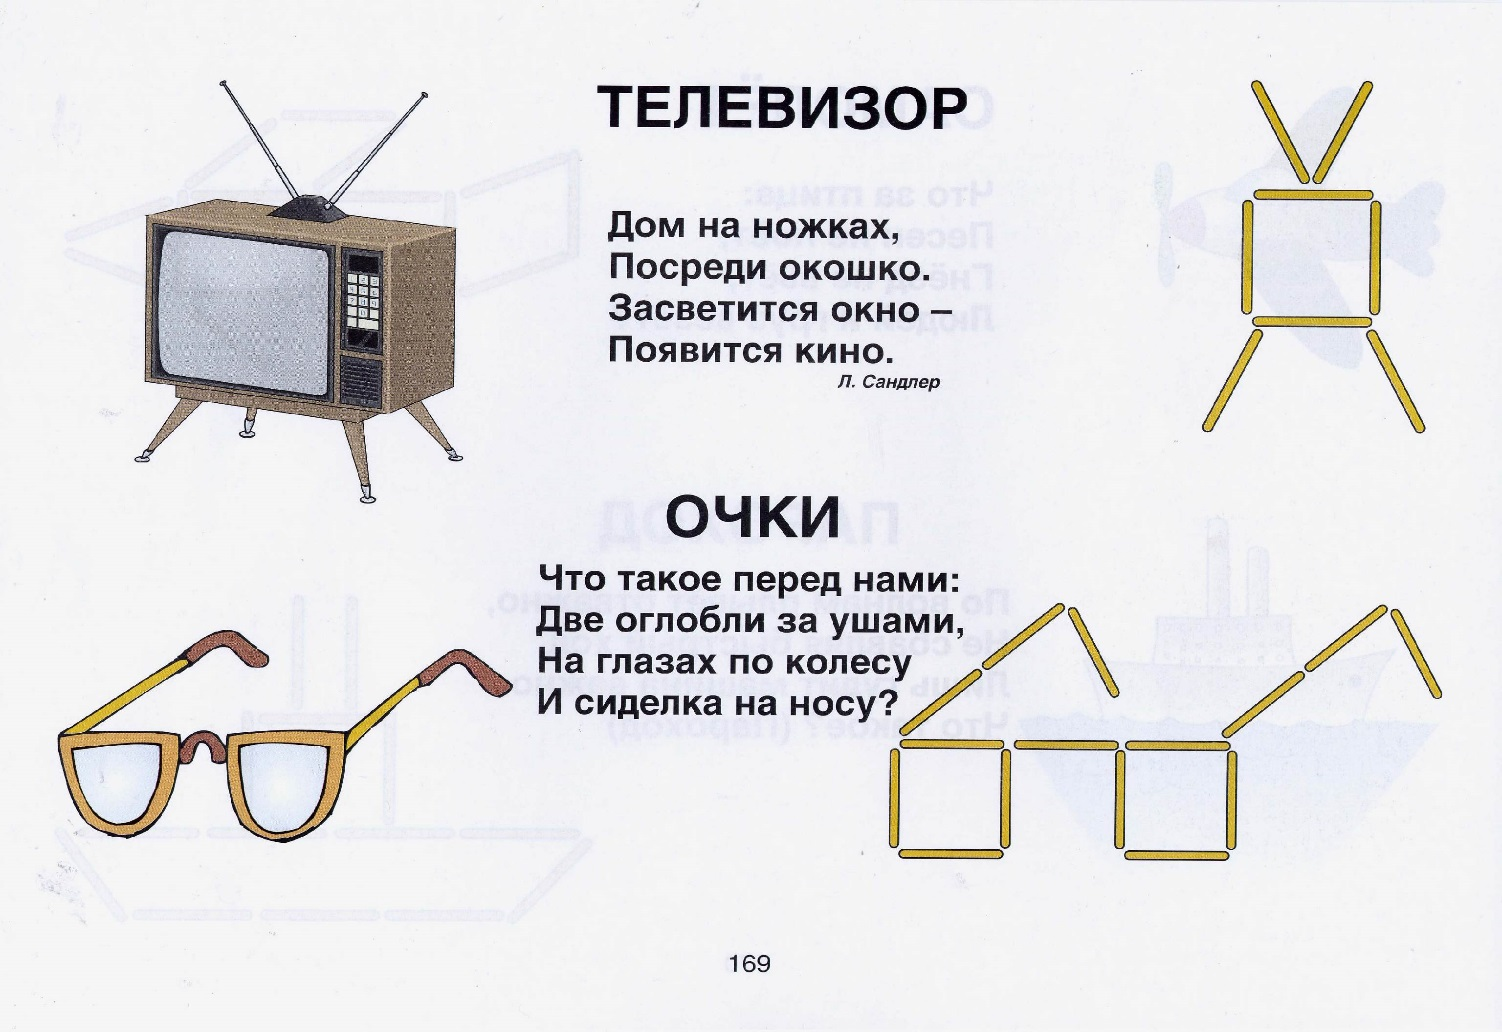 ТЕЛЕВИЗОР
Дом на ножках,
Посреди окошко.
Засветится окно –
Появится кино.
Л. Сандлер
ОЧКИ
Что такое перед нами:
Две оглобли за ушами,
На глазах по колесу
И сиделка на носу?
169